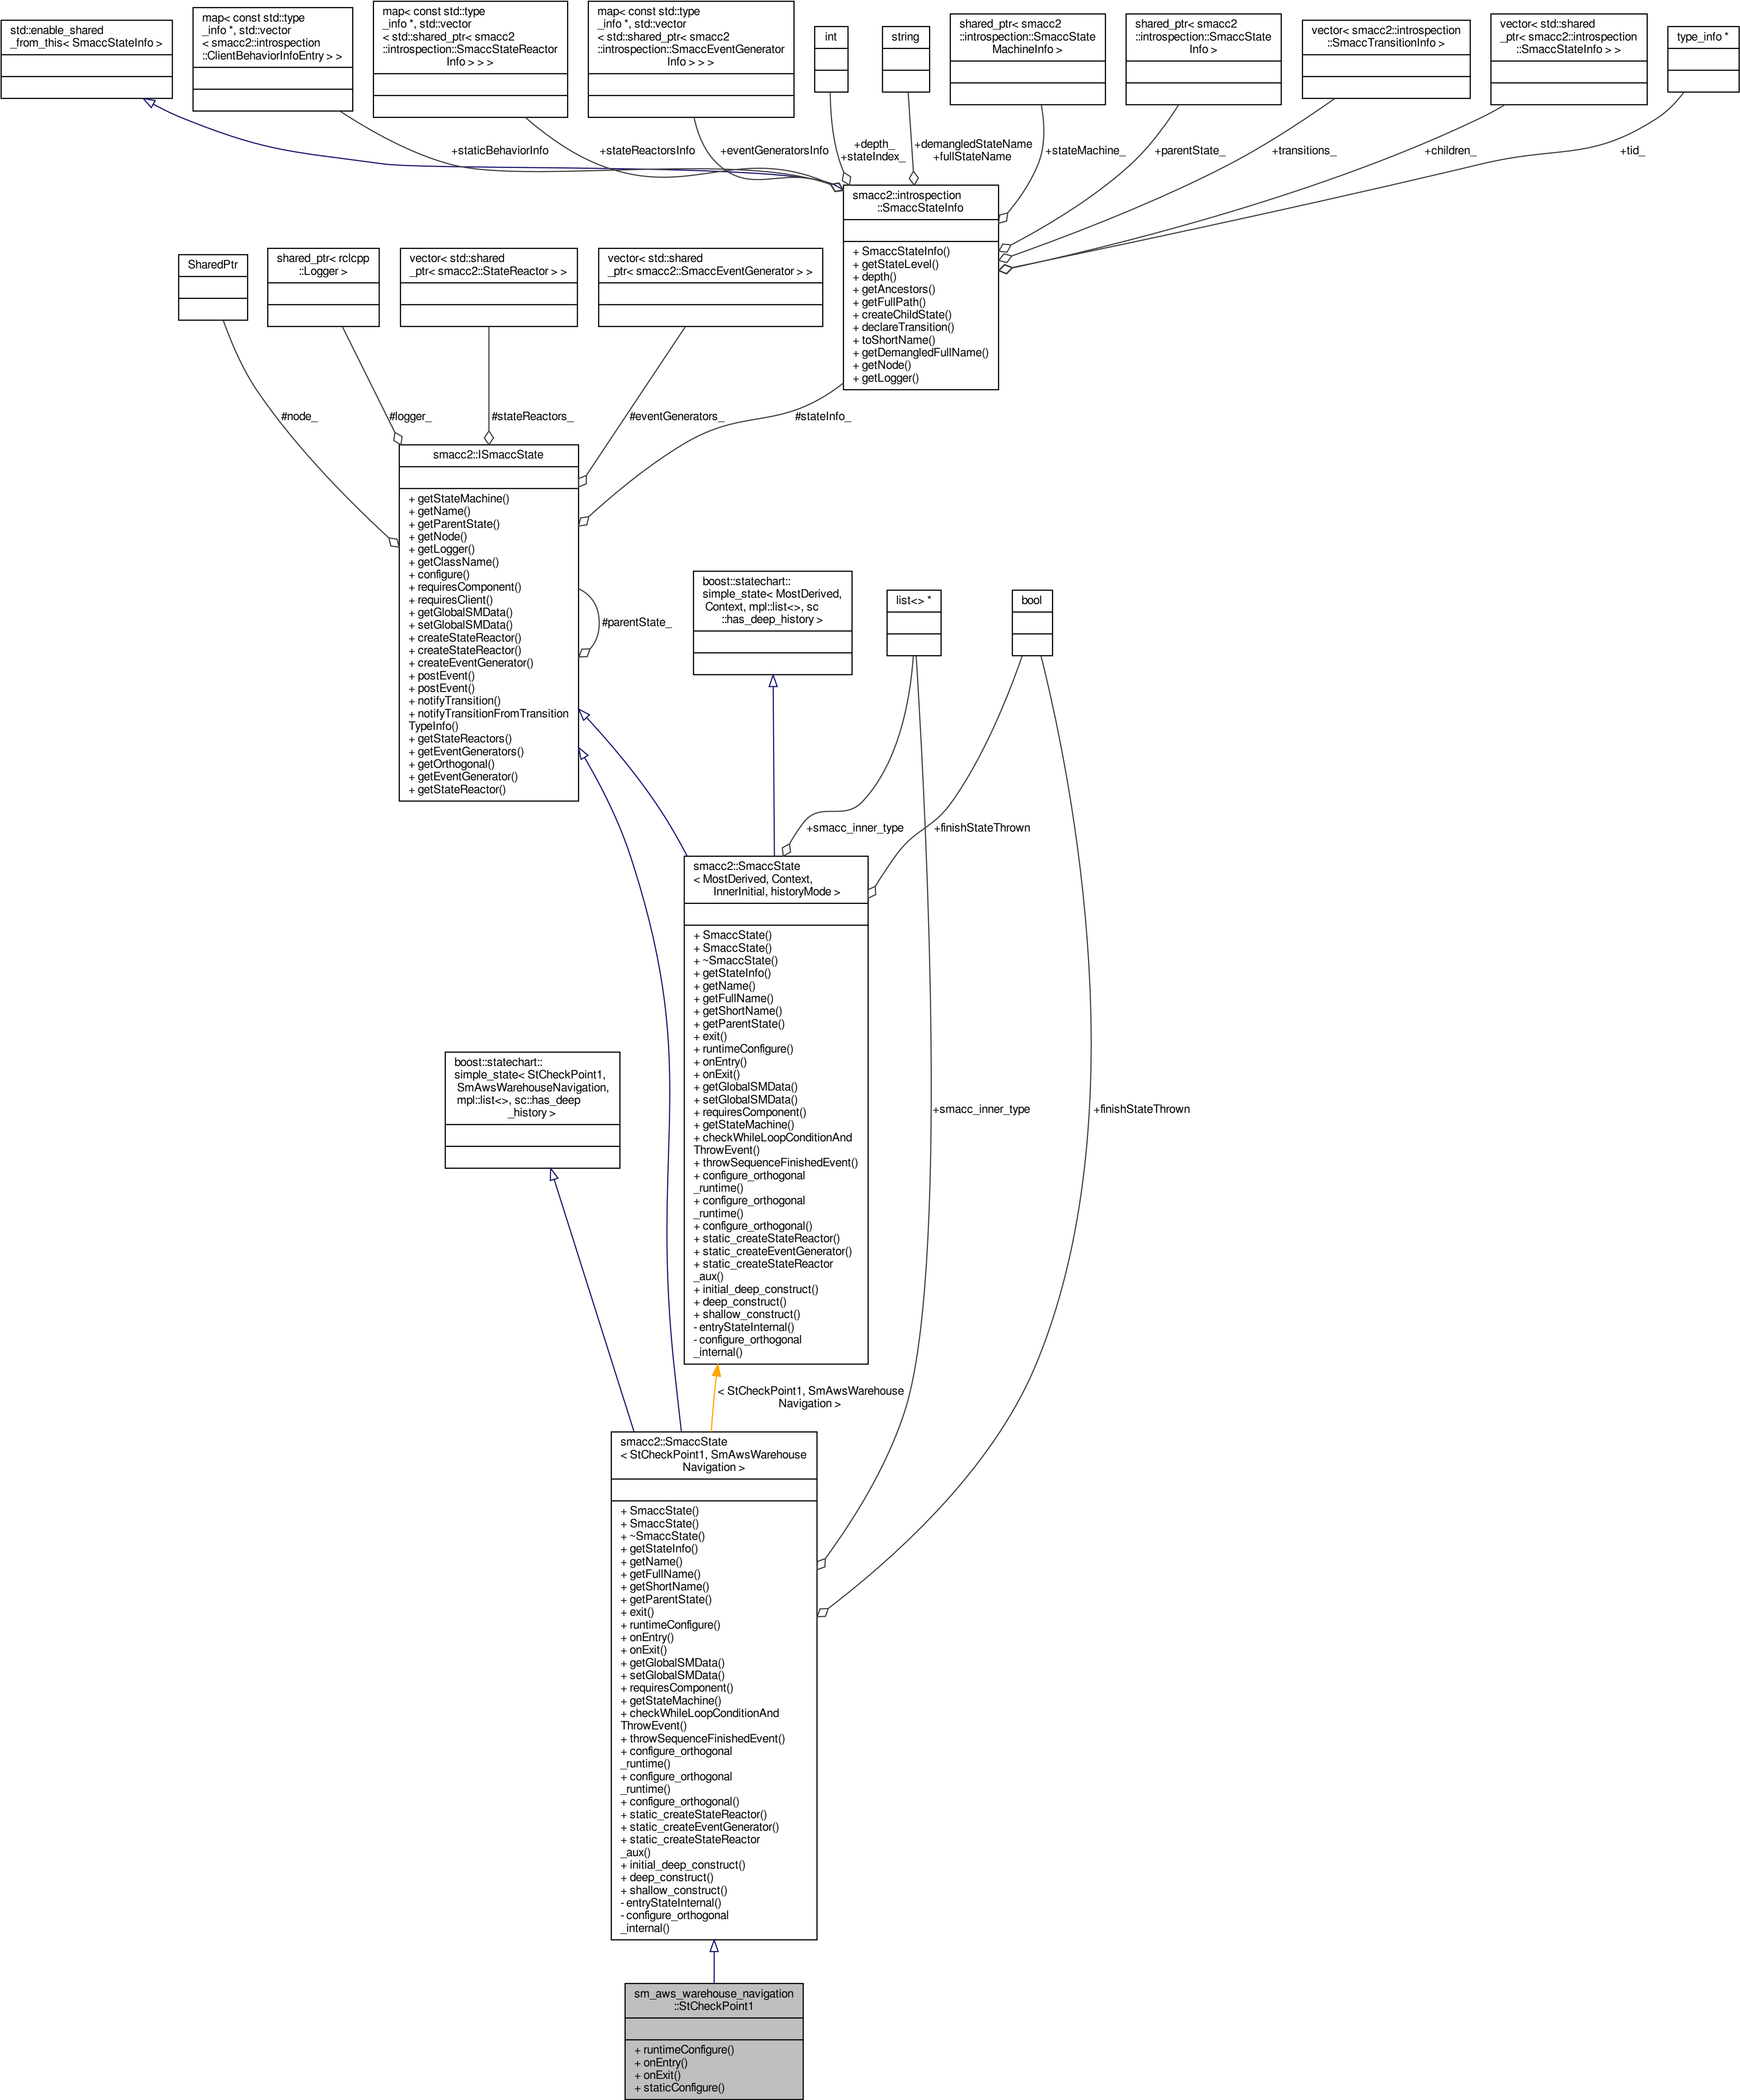 std::enable_shared
_from_this< SmaccStateInfo >
map< const std::type
_info *, std::vector
< smacc2::introspection
::ClientBehaviorInfoEntry > >
map< const std::type
_info *, std::vector
< std::shared_ptr< smacc2
::introspection::SmaccStateReactor
Info > > >
map< const std::type
_info *, std::vector
< std::shared_ptr< smacc2
::introspection::SmaccEventGenerator
Info > > >
int
string
shared_ptr< smacc2
::introspection::SmaccState
MachineInfo >
shared_ptr< smacc2
::introspection::SmaccState
Info >
vector< smacc2::introspection
::SmaccTransitionInfo >
vector< std::shared
_ptr< smacc2::introspection
::SmaccStateInfo > >
type_info *
+staticBehaviorInfo
+stateReactorsInfo
+eventGeneratorsInfo
+depth_
+stateIndex_
+demangledStateName
+fullStateName
+stateMachine_
+parentState_
+transitions_
+children_
+tid_
smacc2::introspection
::SmaccStateInfo
+ SmaccStateInfo()
+ getStateLevel()
+ depth()
+ getAncestors()
+ getFullPath()
+ createChildState()
+ declareTransition()
+ toShortName()
+ getDemangledFullName()
+ getNode()
+ getLogger()
SharedPtr
shared_ptr< rclcpp
::Logger >
vector< std::shared
_ptr< smacc2::StateReactor > >
vector< std::shared
_ptr< smacc2::SmaccEventGenerator > >
#node_
#logger_
#stateReactors_
#eventGenerators_
#stateInfo_
smacc2::ISmaccState
+ getStateMachine()
+ getName()
+ getParentState()
+ getNode()
+ getLogger()
+ getClassName()
+ configure()
+ requiresComponent()
+ requiresClient()
+ getGlobalSMData()
+ setGlobalSMData()
+ createStateReactor()
+ createStateReactor()
+ createEventGenerator()
+ postEvent()
+ postEvent()
+ notifyTransition()
+ notifyTransitionFromTransition
TypeInfo()
+ getStateReactors()
+ getEventGenerators()
+ getOrthogonal()
+ getEventGenerator()
+ getStateReactor()
#parentState_
boost::statechart::
simple_state< MostDerived,
Context, mpl::list<>, sc
::has_deep_history >
list<> *
bool
+smacc_inner_type
+finishStateThrown
smacc2::SmaccState
< MostDerived, Context,
InnerInitial, historyMode >
+ SmaccState()
+ SmaccState()
+ ~SmaccState()
+ getStateInfo()
+ getName()
+ getFullName()
+ getShortName()
+ getParentState()
+ exit()
+ runtimeConfigure()
+ onEntry()
+ onExit()
+ getGlobalSMData()
+ setGlobalSMData()
+ requiresComponent()
+ getStateMachine()
+ checkWhileLoopConditionAnd
ThrowEvent()
+ throwSequenceFinishedEvent()
+ configure_orthogonal
_runtime()
+ configure_orthogonal
_runtime()
+ configure_orthogonal()
+ static_createStateReactor()
+ static_createEventGenerator()
+ static_createStateReactor
_aux()
+ initial_deep_construct()
+ deep_construct()
+ shallow_construct()
- entryStateInternal()
- configure_orthogonal
_internal()
boost::statechart::
simple_state< StCheckPoint1,
SmAwsWarehouseNavigation,
mpl::list<>, sc::has_deep
_history >
+smacc_inner_type
+finishStateThrown
< StCheckPoint1, SmAwsWarehouse
Navigation >
smacc2::SmaccState
< StCheckPoint1, SmAwsWarehouse
Navigation >
+ SmaccState()
+ SmaccState()
+ ~SmaccState()
+ getStateInfo()
+ getName()
+ getFullName()
+ getShortName()
+ getParentState()
+ exit()
+ runtimeConfigure()
+ onEntry()
+ onExit()
+ getGlobalSMData()
+ setGlobalSMData()
+ requiresComponent()
+ getStateMachine()
+ checkWhileLoopConditionAnd
ThrowEvent()
+ throwSequenceFinishedEvent()
+ configure_orthogonal
_runtime()
+ configure_orthogonal
_runtime()
+ configure_orthogonal()
+ static_createStateReactor()
+ static_createEventGenerator()
+ static_createStateReactor
_aux()
+ initial_deep_construct()
+ deep_construct()
+ shallow_construct()
- entryStateInternal()
- configure_orthogonal
_internal()
sm_aws_warehouse_navigation
::StCheckPoint1
+ runtimeConfigure()
+ onEntry()
+ onExit()
+ staticConfigure()